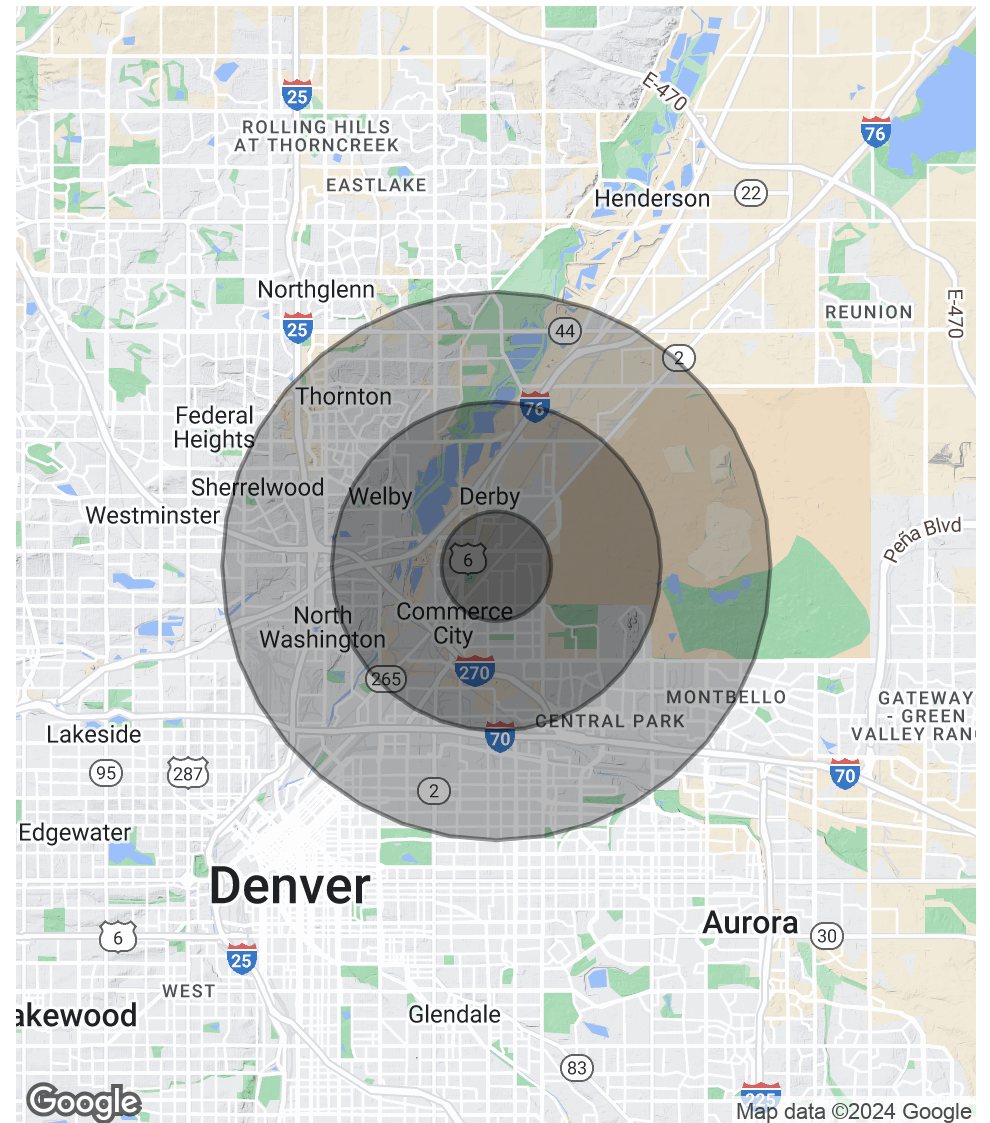 E-470
25
76
ROLLING HILLS
AT THORNCREEK
EASTLAKE
22
Henderson
Northglenn
E-470
REUNION
25
44
2
Thornton
76
Federal
Heights
Sherrelwood
Welby
Derby
Westminster
Peña Blvd
6
North
Washington
Commerce
City
270
265
MONTBELLO
GATEWAY
- GREEN
VALLEY RAN
CENTRAL PARK
Lakeside
70
95
287
70
2
Edgewater
Denver
Aurora
6
30
25
WEST
akewood
Glendale
83
225
Google
Map data ©2024 Google